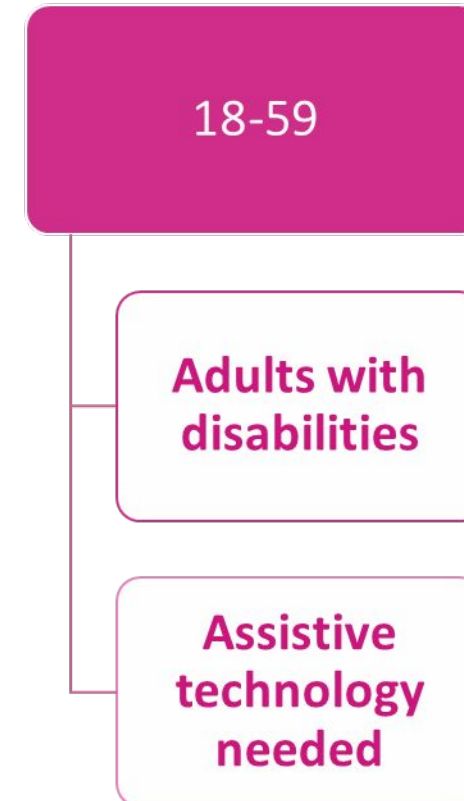 18-59
Adults with
disabilities
Assistive
technology
needed